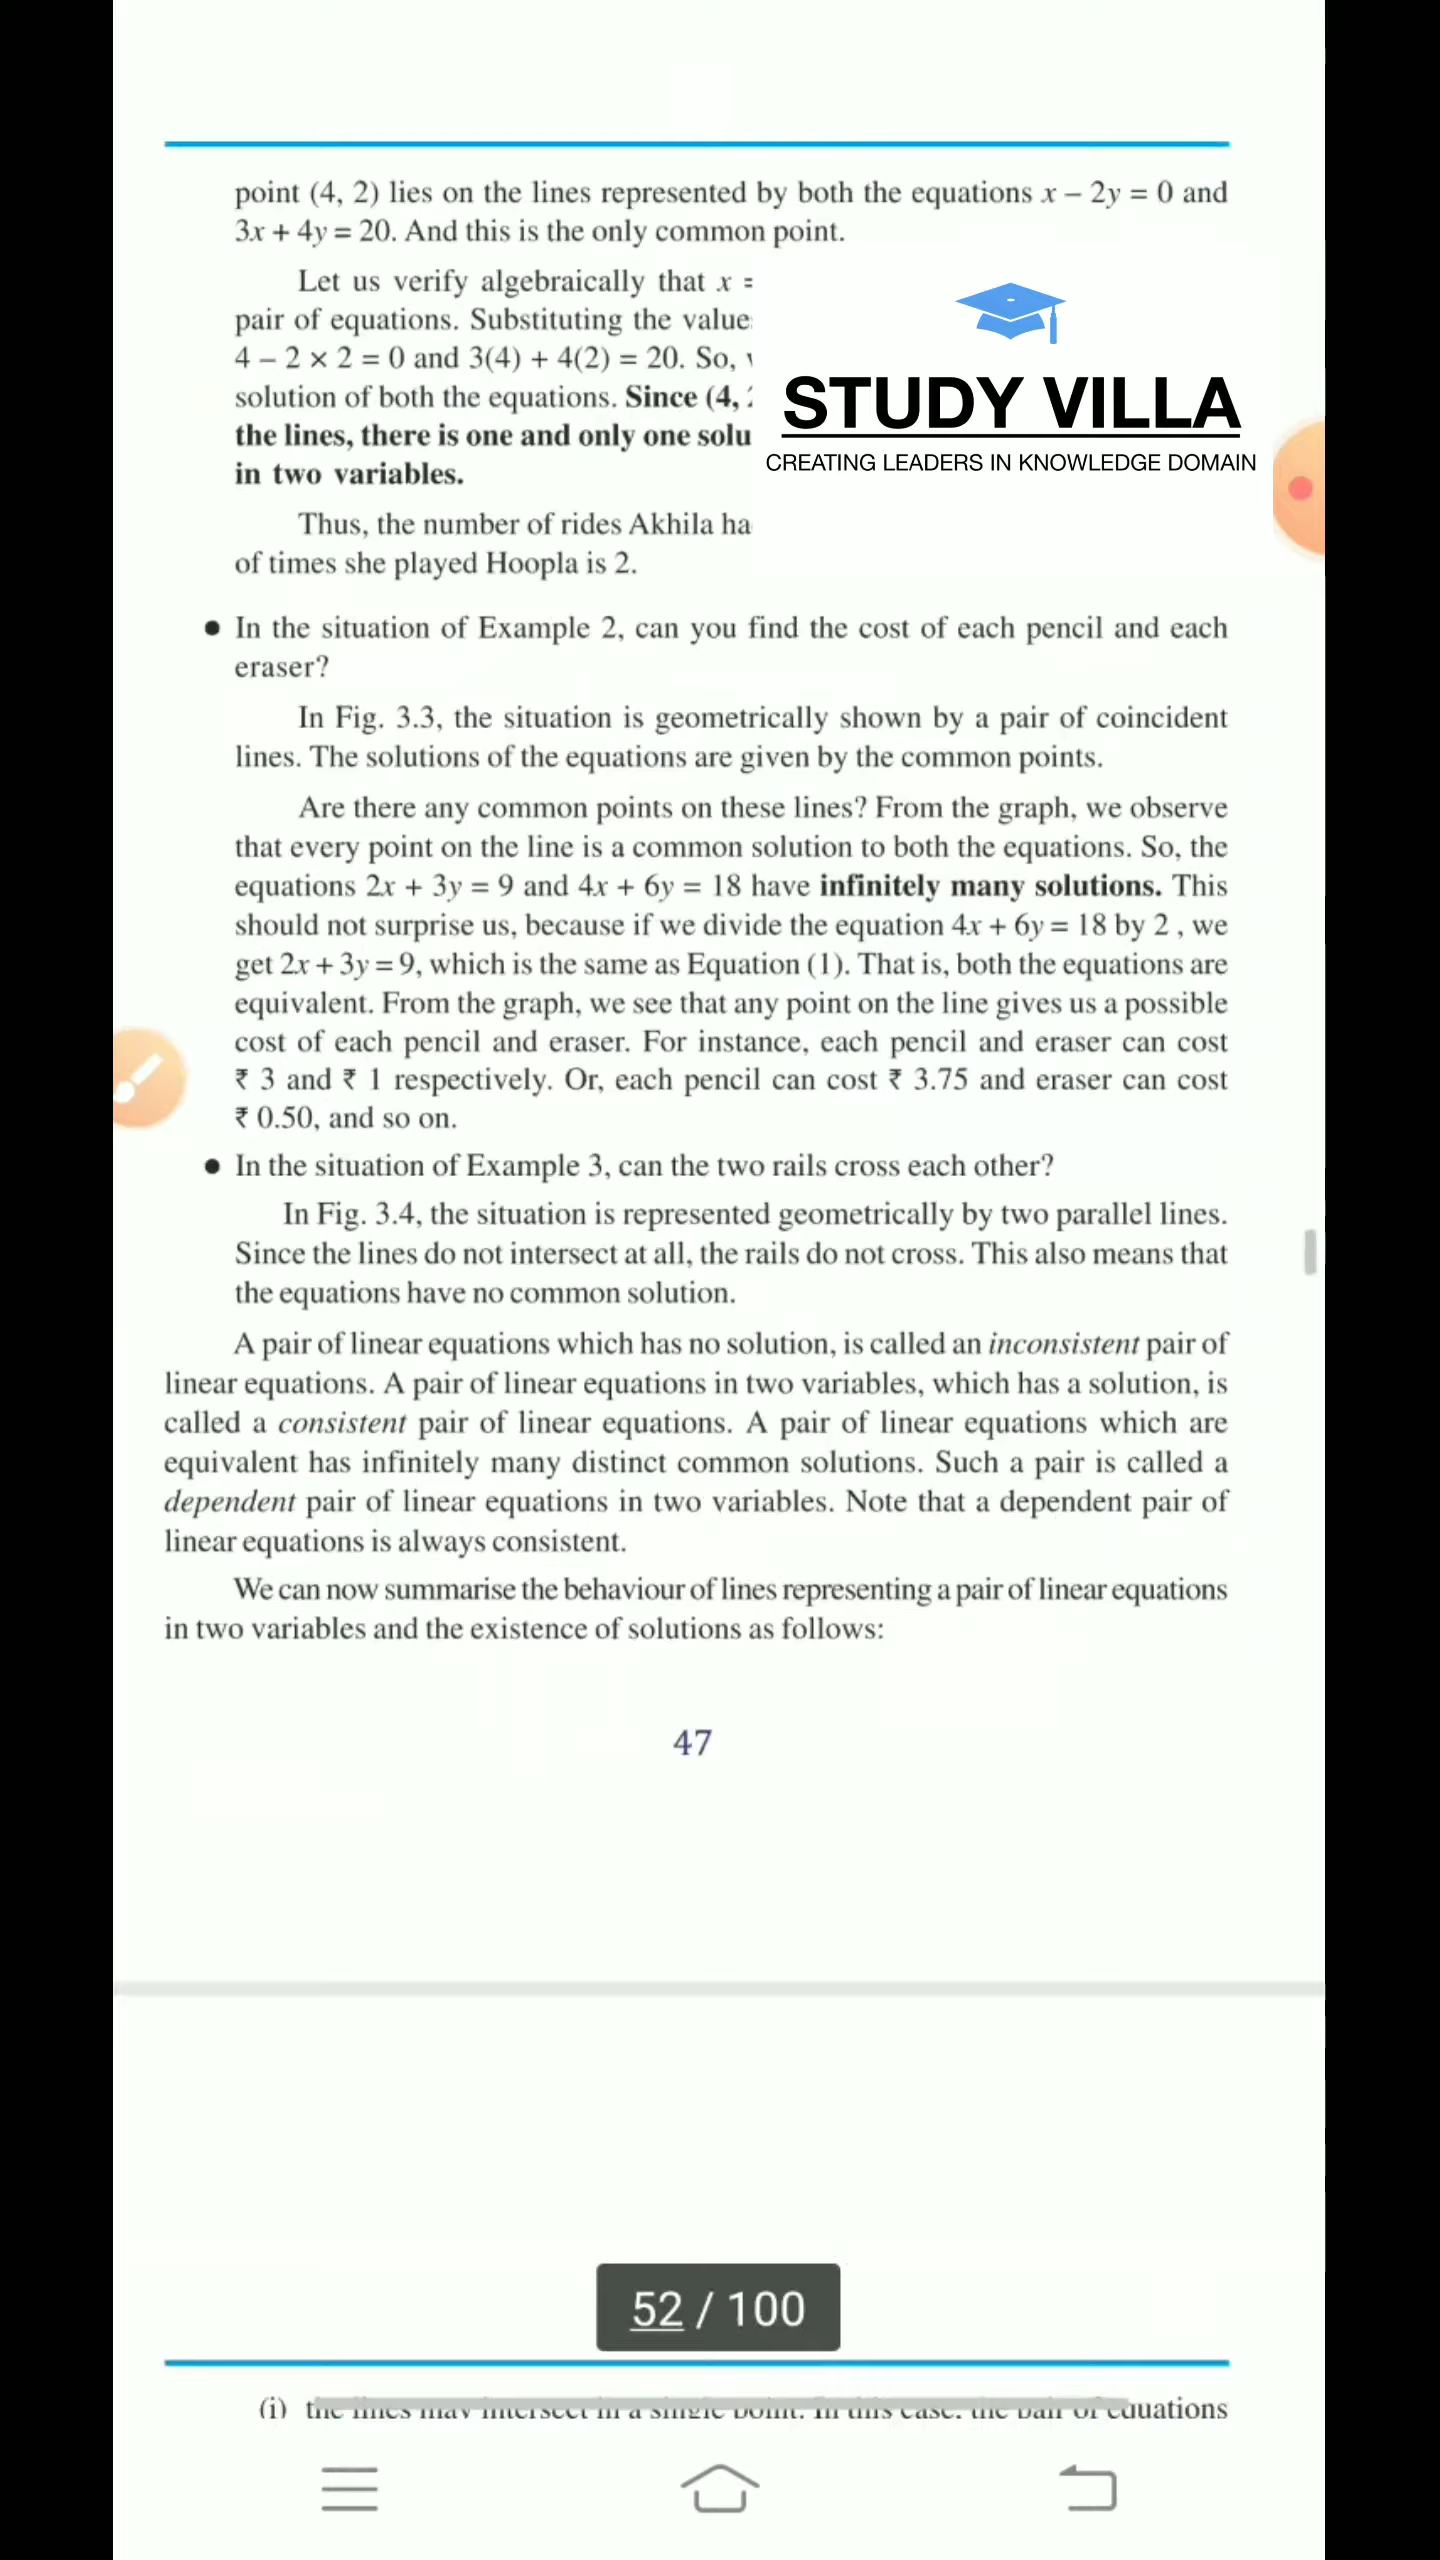 point (4, 2) lies on the lines represented by both the equations x – 2y = 0 and
3x + 4y = 20. And this is the only common point.
Let us verify algebraically that x =
pair of equations. Substituting the value
4 – 2 × 2 = 0 and 3(4) + 4(2) = 20. So,
solution of both the equations. Since (4,
the lines, there is one and only one solu
in two variables.
Thus, the number of rides Akhila ha
of times she played Hoopla is 2.
STUDY VILLA
CREATING LEADERS IN KNOWLEDGE DOMAIN
● In the situation of Example 2, can you find the cost of each pencil and each
eraser?
In Fig. 3.3, the situation is geometrically shown by a pair of coincident
lines. The solutions of the equations are given by the common points.
Are there any common points on these lines? From the graph, we observe
that every point on the line is a common solution to both the equations. So, the
equations 2x + 3y = 9 and 4x + 6y = 18 have infinitely many solutions. This
should not surprise us, because if we divide the equation 4x + 6y = 18 by 2 , we
get 2x + 3y = 9, which is the same as Equation (1). That is, both the equations are
equivalent. From the graph, we see that any point on the line gives us a possible
cost of each pencil and eraser. For instance, each pencil and eraser can cost
₹ 3 and ₹ 1 respectively. Or, each pencil can cost ₹ 3.75 and eraser can cost
₹ 0.50, and so on.
● In the situation of Example 3, can the two rails cross each other?
In Fig. 3.4, the situation is represented geometrically by two parallel lines.
Since the lines do not intersect at all, the rails do not cross. This also means that
the equations have no common solution.
A pair of linear equations which has no solution, is called an inconsistent pair of
linear equations. A pair of linear equations in two variables, which has a solution, is
called a consistent pair of linear equations. A pair of linear equations which are
equivalent has infinitely many distinct common solutions. Such a pair is called a
dependent pair of linear equations in two variables. Note that a dependent pair of
linear equations is always consistent.
We can now summarise the behaviour of lines representing a pair of linear equations
in two variables and the existence of solutions as follows:
47
52 / 100
(i) the lines may intersect in a single point. In this case, the pair of equations